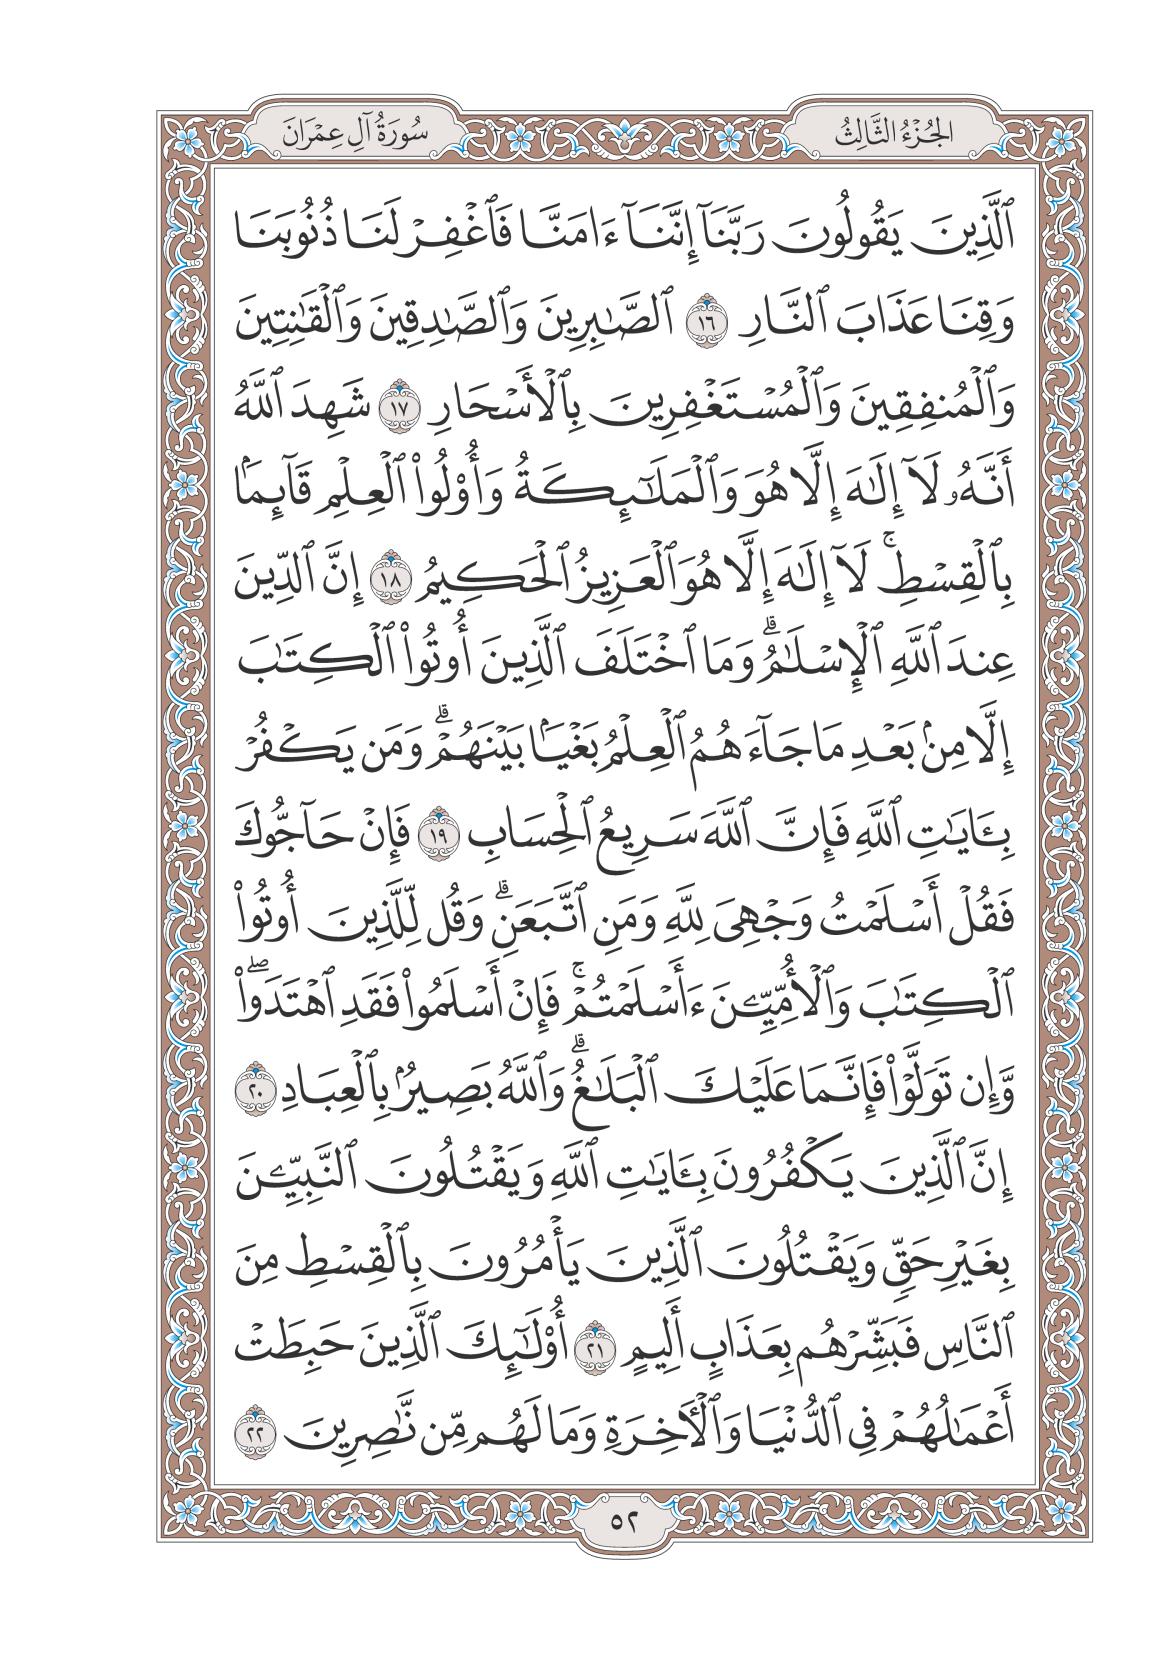 الجُزْءُ الثَّالِثُ
سُورَةُ آلِ عِمْرَانَ
ٱلَّذِينَ يَقُولُونَ رَبَّنَآ إِنَّنَآ ءَامَنَّا فَٱغْفِرْ لَنَا ذُنُوبَنَا
وَقِنَا عَذَابَ ٱلنَّارِ ١٦ ٱلصَّٰبِرِينَ وَٱلصَّٰدِقِينَ وَٱلْقَٰنِتِينَ
وَٱلْمُنفِقِينَ وَٱلْمُسْتَغْفِرِينَ بِٱلْأَسْحَارِ ١٧ شَهِدَ ٱللَّهُ
أَنَّهُۥ لَآ إِلَٰهَ إِلَّا هُوَ وَٱلْمَلَٰٓئِكَةُ وَأُو۟لُوا۟ ٱلْعِلْمِ قَآئِمَۢا
بِٱلْقِسْطِۚ لَآ إِلَٰهَ إِلَّا هُوَ ٱلْعَزِيزُ ٱلْحَكِيمُ ١٨ إِنَّ ٱلدِّينَ
عِندَ ٱللَّهِ ٱلْإِسْلَٰمُۗ وَمَا ٱخْتَلَفَ ٱلَّذِينَ أُوتُوا۟ ٱلْكِتَٰبَ
إِلَّا مِنۢ بَعْدِ مَا جَآءَهُمُ ٱلْعِلْمُ بَغْيَۢا بَيْنَهُمْۗ وَمَن يَكْفُرْ
بِـَٔايَٰتِ ٱللَّهِ فَإِنَّ ٱللَّهَ سَرِيعُ ٱلْحِسَابِ ١٩ فَإِنْ حَآجُّوكَ
فَقُلْ أَسْلَمْتُ وَجْهِىَ لِلَّهِ وَمَنِ ٱتَّبَعَنِۗ وَقُل لِّلَّذِينَ أُوتُوا۟
ٱلْكِتَٰبَ وَٱلْأُمِّيِّـۧنَ ءَأَسْلَمْتُمْۚ فَإِنْ أَسْلَمُوا۟ فَقَدِ ٱهْتَدَوا۟ۖ
وَّإِن تَوَلَّوْا۟ فَإِنَّمَا عَلَيْكَ ٱلْبَلَٰغُۗ وَٱللَّهُ بَصِيرُۢ بِٱلْعِبَادِ ٢٠
إِنَّ ٱلَّذِينَ يَكْفُرُونَ بِـَٔايَٰتِ ٱللَّهِ وَيَقْتُلُونَ ٱلنَّبِيِّـۧنَ
بِغَيْرِ حَقٍّ وَيَقْتُلُونَ ٱلَّذِينَ يَأْمُرُونَ بِٱلْقِسْطِ مِنَ
ٱلنَّاسِ فَبَشِّرْهُم بِعَذَابٍ أَلِيمٍ ٢١ أُو۟لَٰٓئِكَ ٱلَّذِينَ حَبِطَتْ
أَعْمَٰلُهُمْ فِي ٱلدُّنْيَا وَٱلْـَٔاخِرَةِ وَمَا لَهُم مِّن نَّٰصِرِينَ ٢٢
٥٢